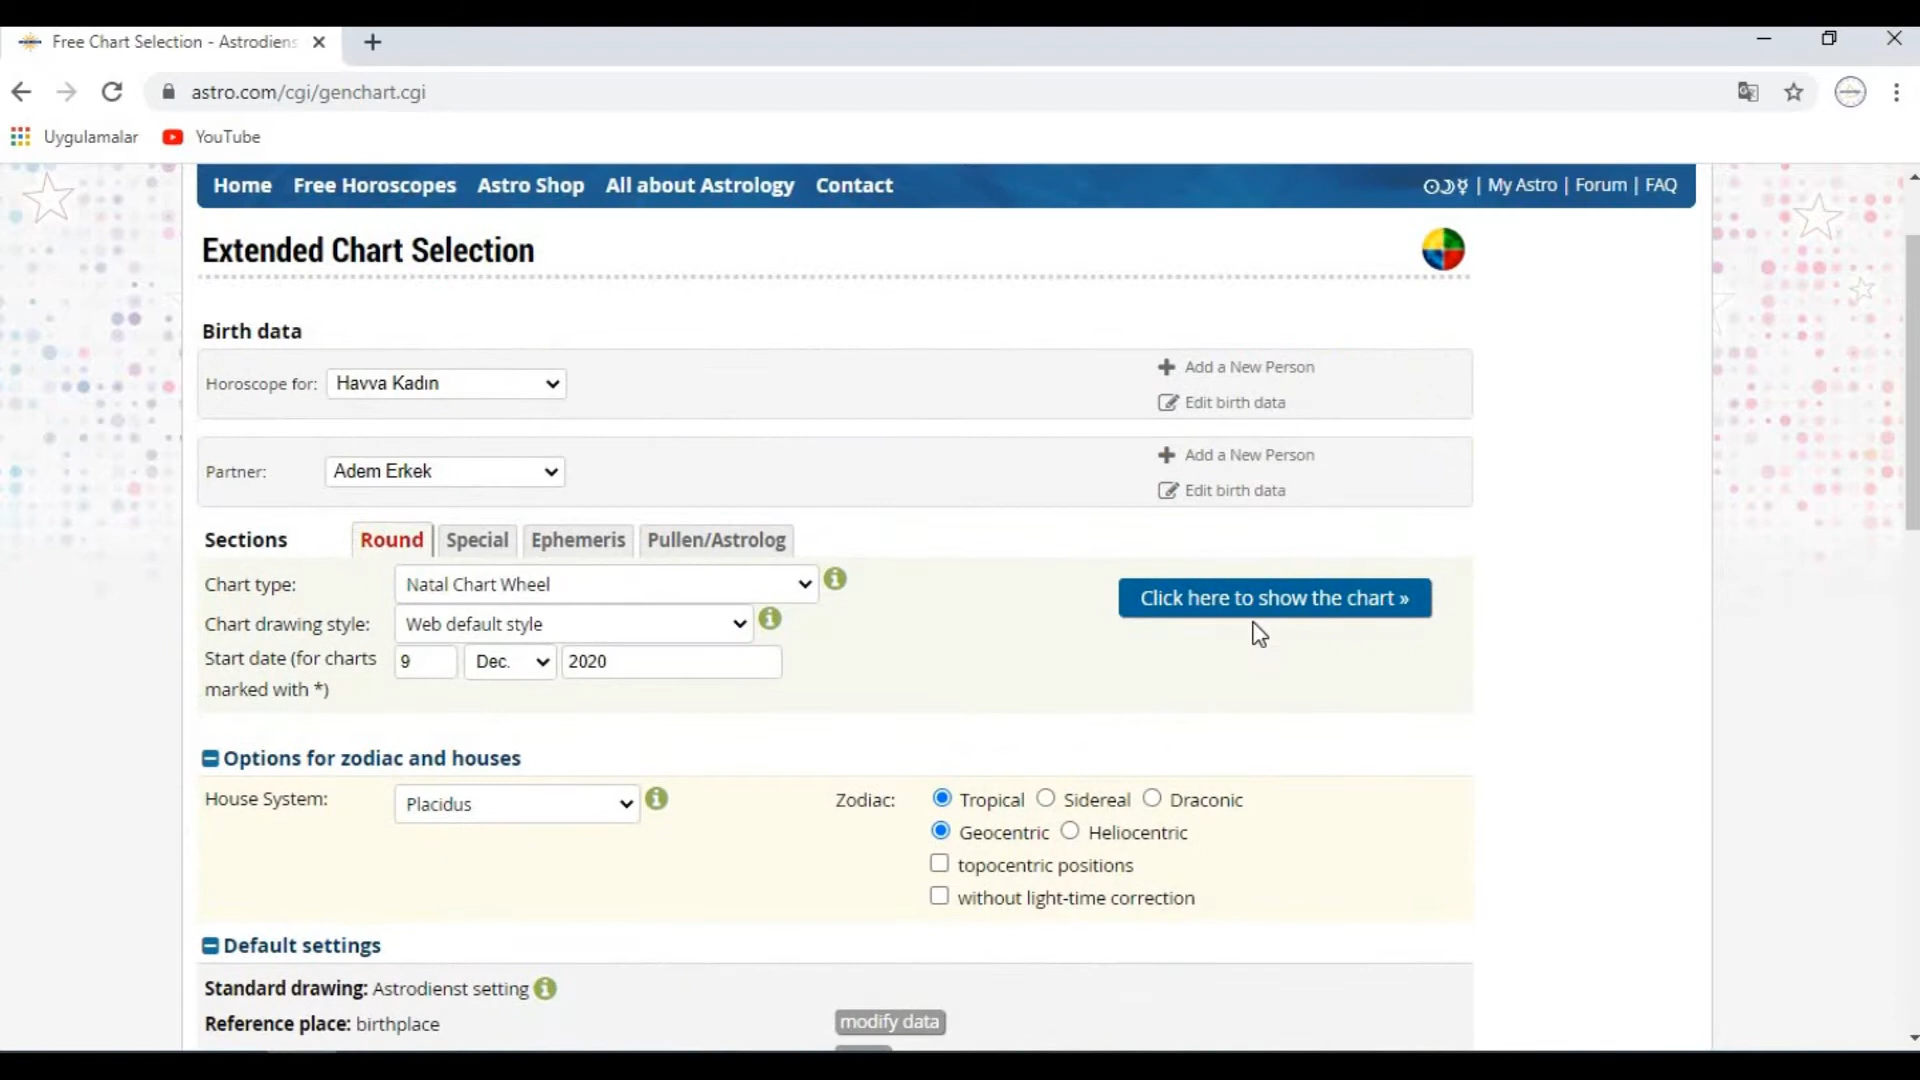 Free Chart Selection - Astrodiens
astro.com/cgi/genchart.cgi
Uygulamalar YouTube
Home Free Horoscopes Astro Shop All about Astrology Contact ⊙☽☿ | My Astro | Forum | FAQ
Extended Chart Selection
Birth data
Horoscope for: Havva Kadın
Add a New Person
Edit birth data
Partner: Adem Erkek
Add a New Person
Edit birth data
Sections Round Special Ephemeris Pullen/Astrolog
Chart type: Natal Chart Wheel
Click here to show the chart »
Chart drawing style: Web default style
Start date (for charts marked with *) 9 Dec. 2020
Options for zodiac and houses
House System: Placidus
Zodiac: Tropical Sidereal Draconic
Geocentric Heliocentric
topocentric positions
without light-time correction
Default settings
Standard drawing: Astrodienst setting
Reference place: birthplace
modify data